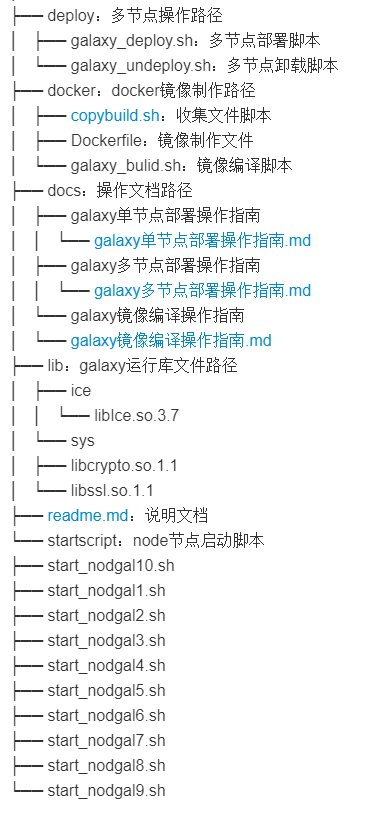 ├── deploy：多节点操作路径
│ ├── galaxy_deploy.sh：多节点部署脚本
│ └── galaxy_undeploy.sh：多节点卸载脚本
├── docker：docker镜像制作路径
│ ├── copybuild.sh：收集文件脚本
│ ├── Dockerfile：镜像制作文件
│ └── galaxy_bulid.sh：镜像编译脚本
├── docs：操作文档路径
│ ├── galaxy单节点部署操作指南
│ │ └── galaxy单节点部署操作指南.md
│ ├── galaxy多节点部署操作指南
│ │ └── galaxy多节点部署操作指南.md
│ └── galaxy镜像编译操作指南
│ └── galaxy镜像编译操作指南.md
├── lib：galaxy运行库文件路径
│ ├── ice
│ │ └── libIce.so.3.7
│ └── sys
│ ├── libcrypto.so.1.1
│ └── libssl.so.1.1
├── readme.md：说明文档
└── startscript：node节点启动脚本
├── start_nodgal10.sh
├── start_nodgal1.sh
├── start_nodgal2.sh
├── start_nodgal3.sh
├── start_nodgal4.sh
├── start_nodgal5.sh
├── start_nodgal6.sh
├── start_nodgal7.sh
├── start_nodgal8.sh
└── start_nodgal9.sh